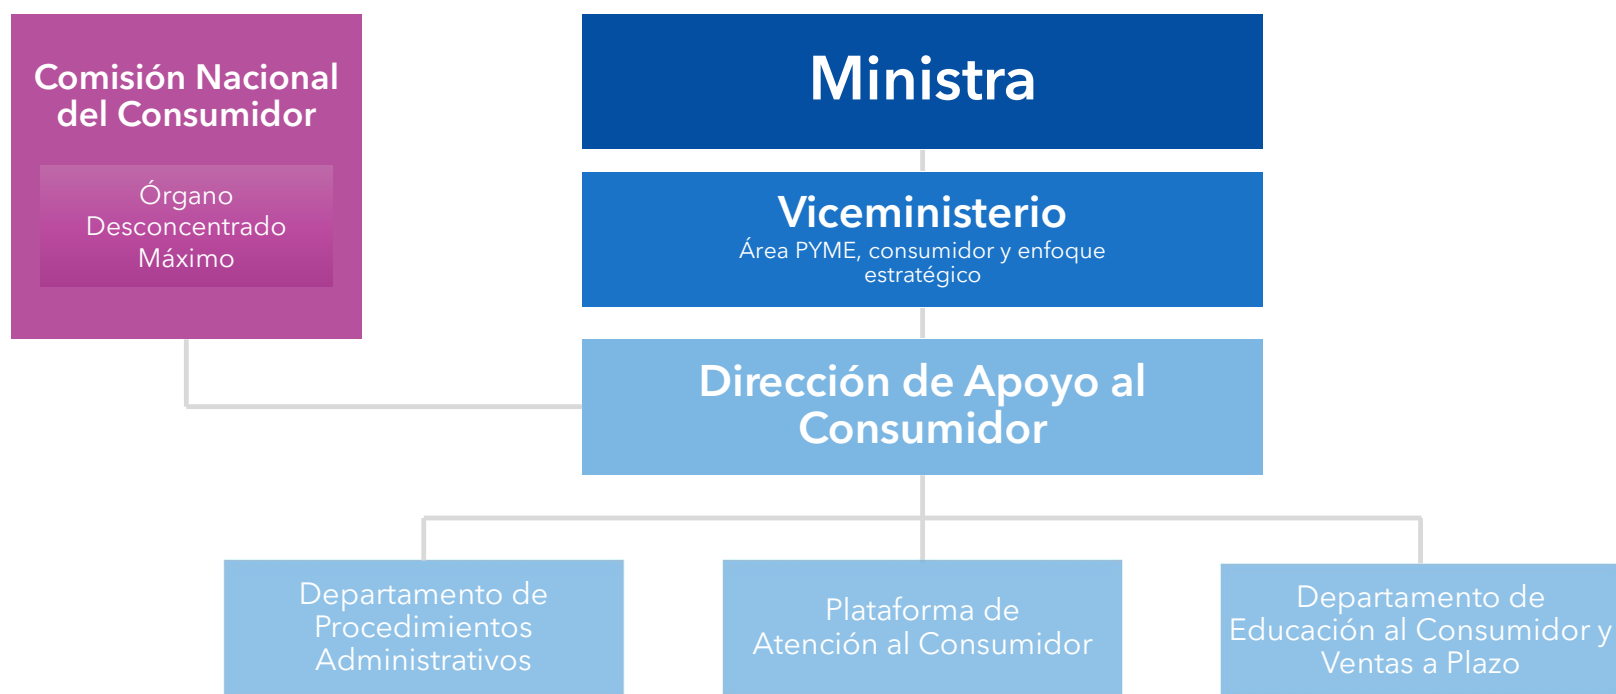 Comisión Nacional
del Consumidor
Órgano
Desconcentrado
Máximo
Ministra
Viceministerio
Área PYME, consumidor y enfoque
estratégico
Dirección de Apoyo al
Consumidor
Departamento de
Procedimientos
Administrativos
Plataforma de
Atención al Consumidor
Departamento de
Educación al Consumidor y
Ventas a Plazo